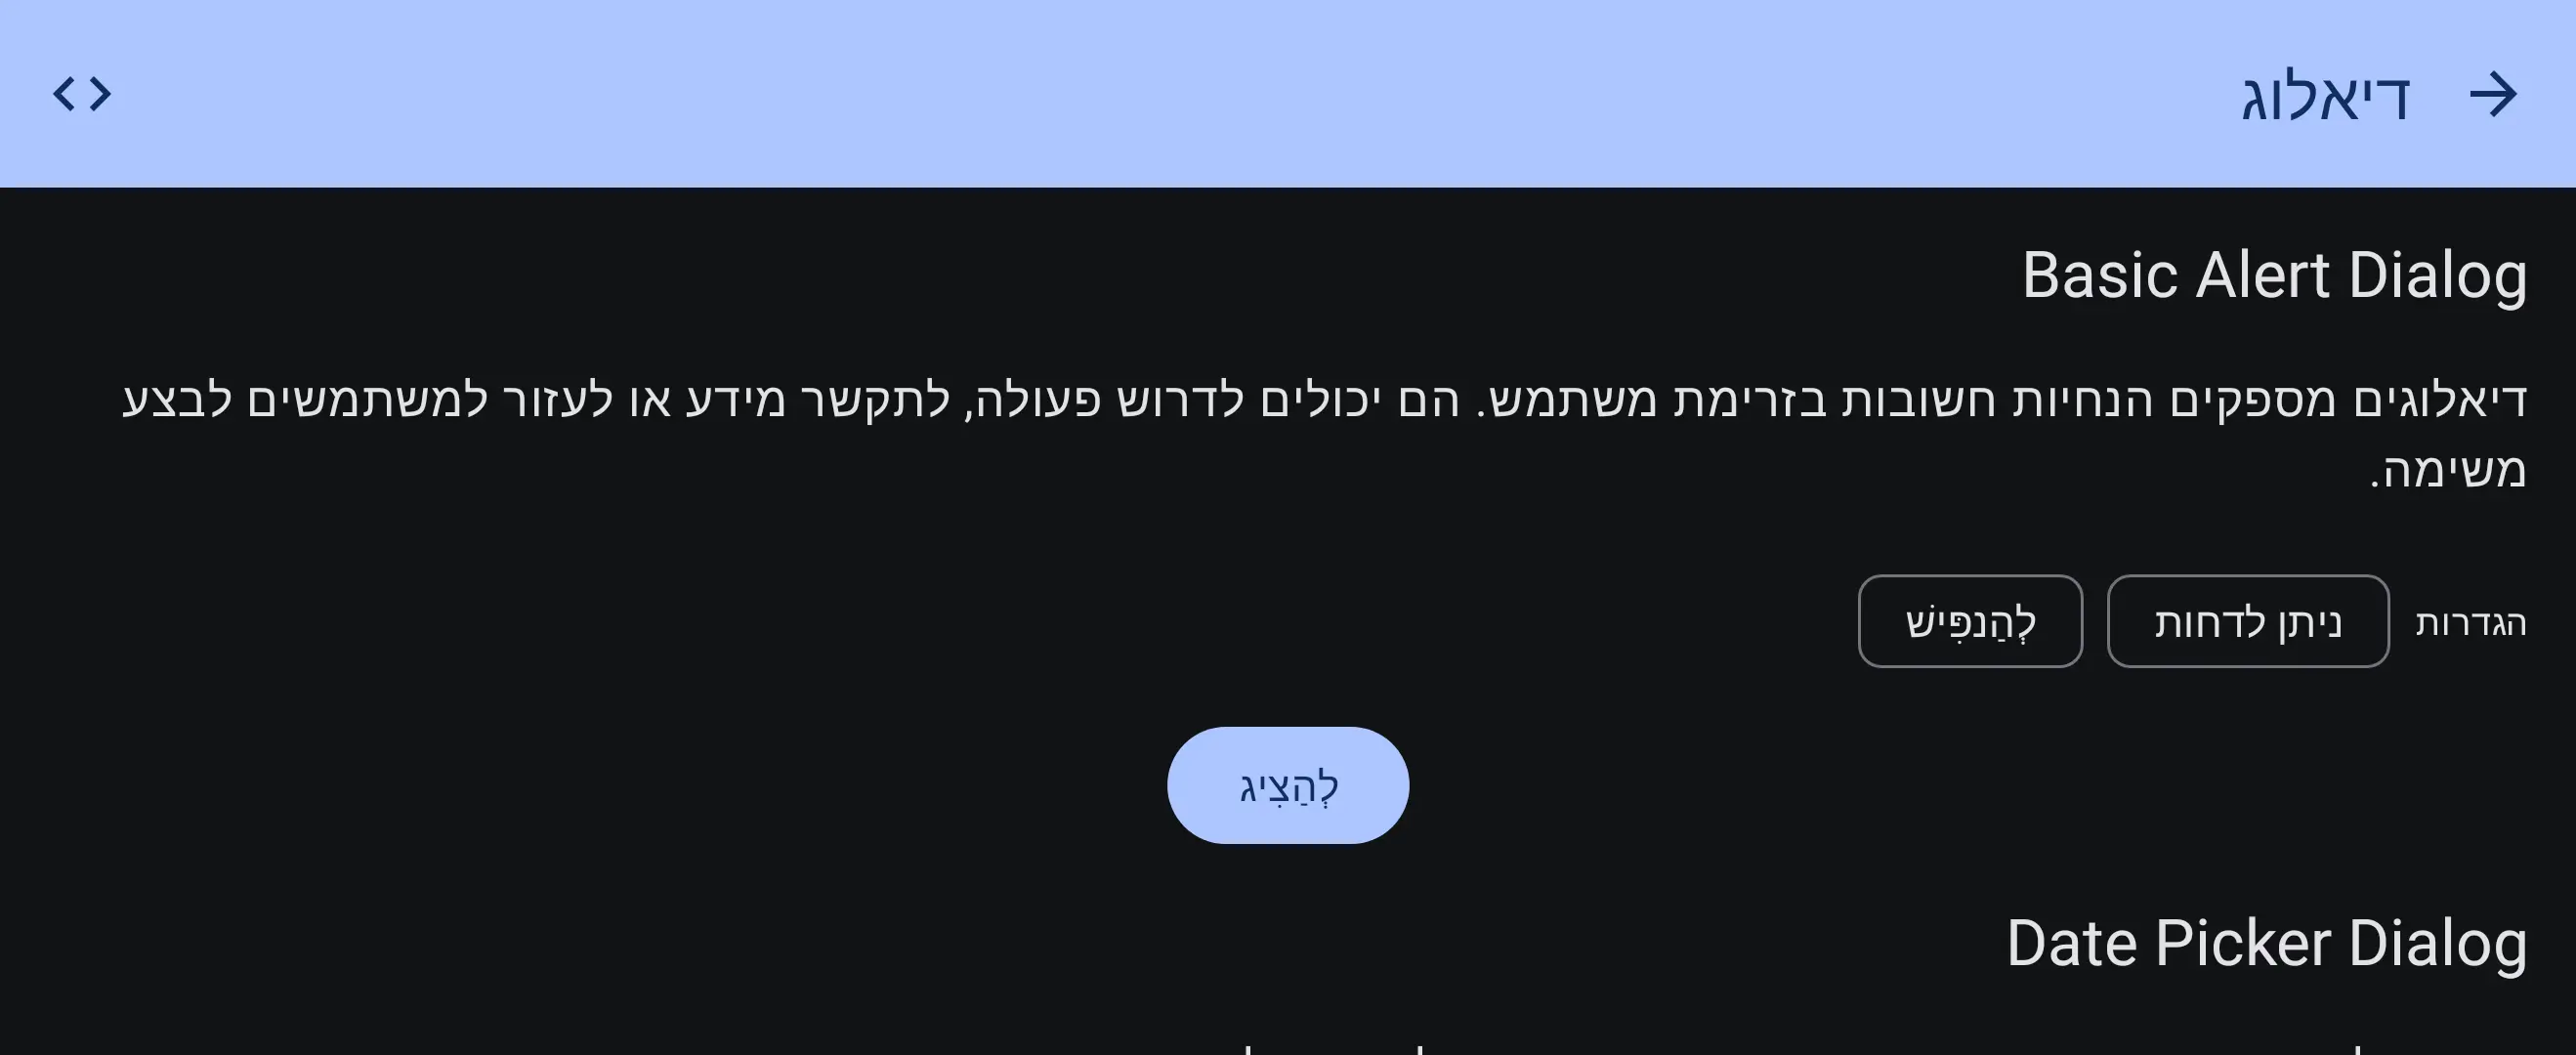 דיאלוג
Basic Alert Dialog
דיאלוגים מספקים הנחיות חשובות בזרימת משתמש. הם יכולים לדרוש פעולה, לתקשר מידע או לעזור למשתמשים לבצע
משימה.
הגדרות ניתן לדחות לְהַנפִּישׁ
לְהַצִיג
Date Picker Dialog